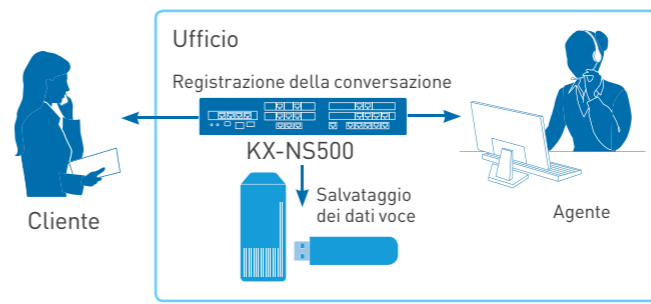 Ufficio
Registrazione della conversazione
KX-NS500
Salvataggio
dei dati voce
Cliente
Agente